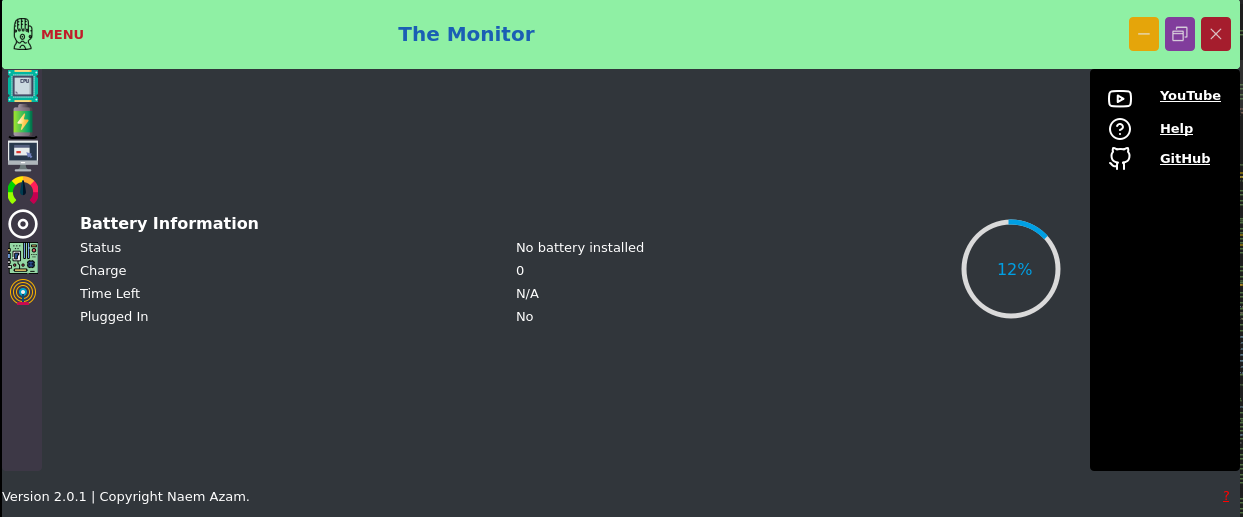 MENU
The Monitor
CPU
YouTube
Help
GitHub
Battery Information
Status No battery installed
Charge 0
Time Left N/A
Plugged In No
12%
Version 2.0.1 | Copyright Naem Azam.
?